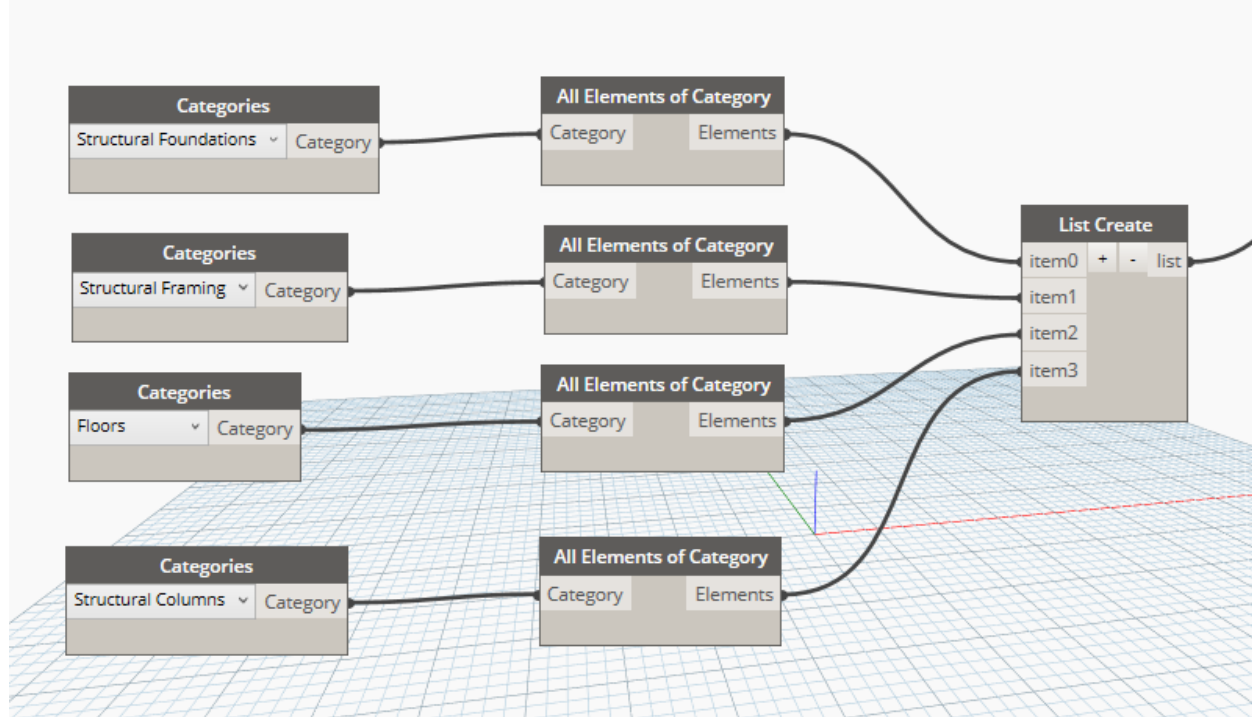 Categories
Structural Foundations
Category
All Elements of Category
Category
Elements
Categories
Structural Framing
Category
All Elements of Category
Category
Elements
List Create
item0 + - list
item1
item2
item3
Categories
Floors
Category
All Elements of Category
Category
Elements
Categories
Structural Columns
Category
All Elements of Category
Category
Elements